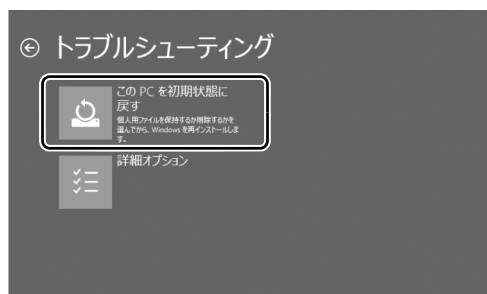 トラブルシューティング
この PC を初期状態に
戻す
個人用ファイルを保持するか削除するかを
選んでから、Windows を再インストールしま
す。
詳細オプション